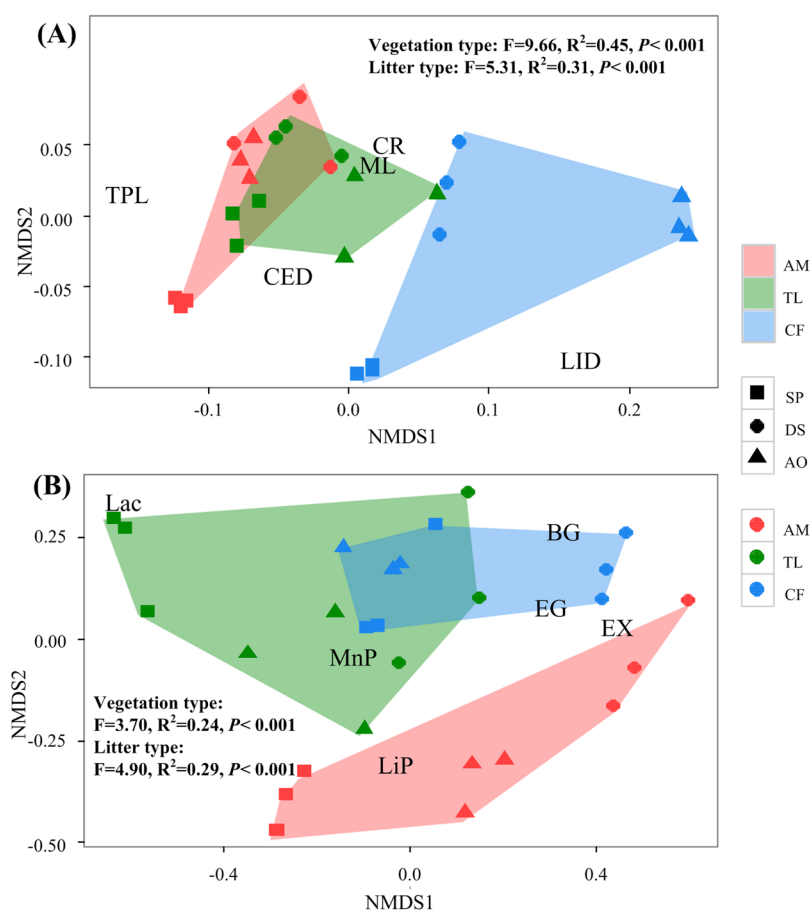 (A)
Vegetation type: F=9.66, R²=0.45, P< 0.001
Litter type: F=5.31, R²=0.31, P< 0.001
0.05
0.00
-0.05
-0.10
NMDS2
TPL
CR
ML
CED
LID
-0.1
0.0
0.1
0.2
NMDS1
AM
TL
CF
SP
DS
AO
AM
TL
CF
(B)
0.25
0.00
-0.25
-0.50
NMDS2
Lac
BG
EG
EX
MnP
LiP
Vegetation type:
F=3.70, R²=0.24, P< 0.001
Litter type:
F=4.90, R²=0.29, P< 0.001
-0.4
0.0
0.4
NMDS1